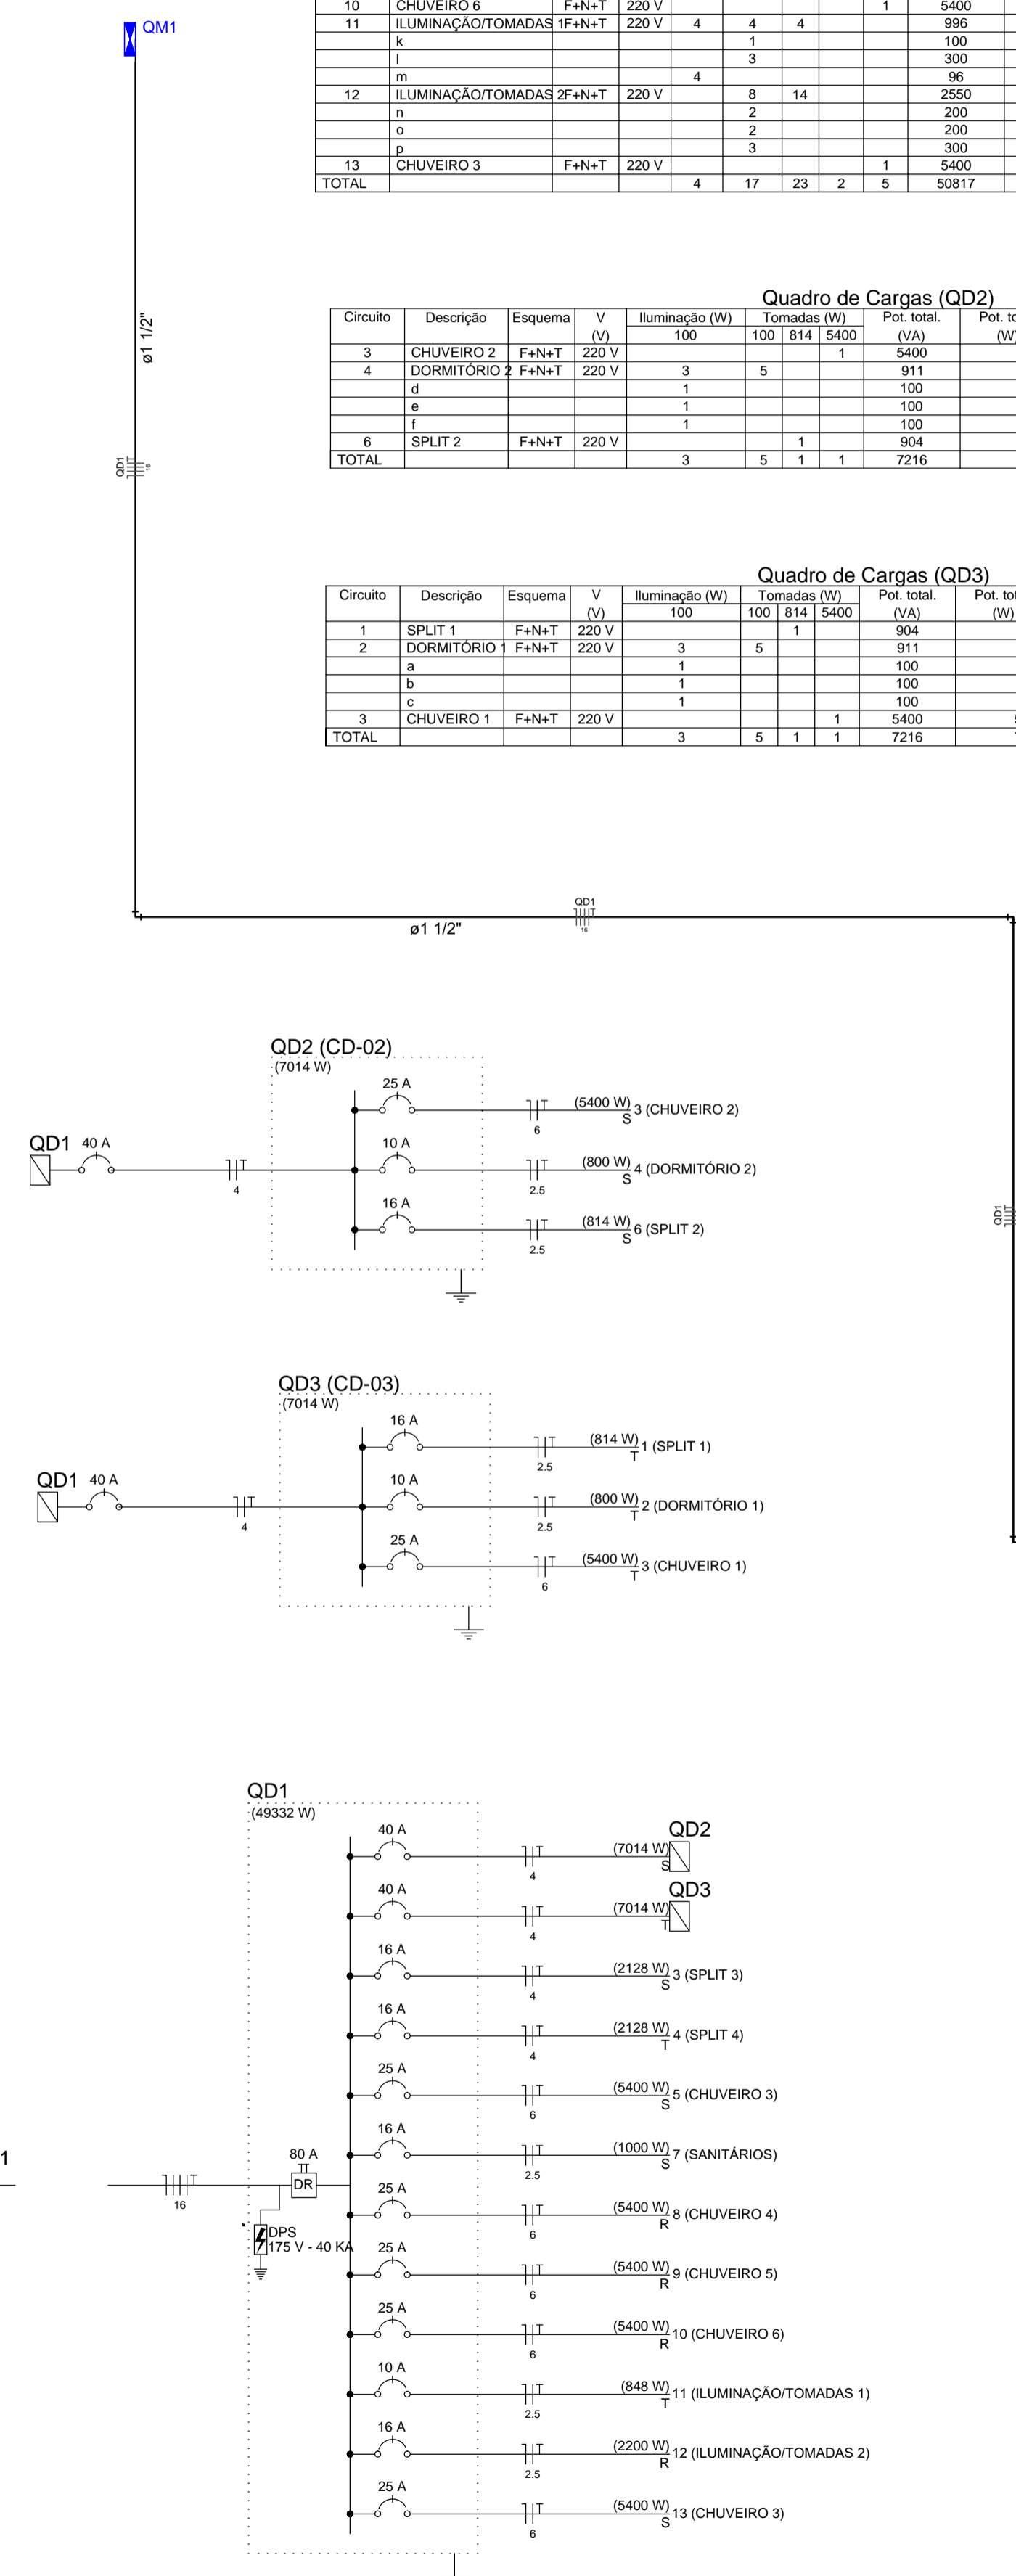 QM1
10 CHUVEIRO 6 F+N+T 220 V 1 5400
11 ILUMINAÇÃO/TOMADAS 1 F+N+T 220 V 4 4 4 996
k 1 100
l 3 300
m 4 96
12 ILUMINAÇÃO/TOMADAS 2 F+N+T 220 V 8 14 2550
n 2 200
o 2 200
p 3 300
13 CHUVEIRO 3 F+N+T 220 V 1 5400
TOTAL 4 17 23 2 5 50817
ø1 1/2"
QD1
16
Quadro de Cargas (QD2)
Circuito Descrição Esquema V Iluminação (W) Tomadas (W) Pot. total. Pot. to
(V) 100 100 814 5400 (VA) (W
3 CHUVEIRO 2 F+N+T 220 V 1 5400
4 DORMITÓRIO 2 F+N+T 220 V 3 5 911
d 1 100
e 1 100
f 1 100
6 SPLIT 2 F+N+T 220 V 1 904
TOTAL 3 5 1 1 7216
Quadro de Cargas (QD3)
Circuito Descrição Esquema V Iluminação (W) Tomadas (W) Pot. total. Pot. tot
(V) 100 100 814 5400 (VA) (W)
1 SPLIT 1 F+N+T 220 V 1 904
2 DORMITÓRIO 1 F+N+T 220 V 3 5 911
a 1 100
b 1 100
c 1 100
3 CHUVEIRO 1 F+N+T 220 V 1 5400
TOTAL 3 5 1 1 7216
QD1
16
ø1 1/2"
QD1
QD2 (CD-02)
(7014 W)
QD1 40 A
4
25 A
6
(5400 W) S 3 (CHUVEIRO 2)
10 A
2.5
(800 W) S 4 (DORMITÓRIO 2)
16 A
2.5
(814 W) S 6 (SPLIT 2)
QD3 (CD-03)
(7014 W)
QD1 40 A
4
16 A
2.5
(814 W) T 1 (SPLIT 1)
10 A
2.5
(800 W) T 2 (DORMITÓRIO 1)
25 A
6
(5400 W) T 3 (CHUVEIRO 1)
QD1
(49332 W)
1
16
80 A
DR
DPS
175 V - 40 KA
40 A
4
(7014 W) S QD2
40 A
4
(7014 W) T QD3
16 A
4
(2128 W) S 3 (SPLIT 3)
16 A
4
(2128 W) T 4 (SPLIT 4)
25 A
6
(5400 W) S 5 (CHUVEIRO 3)
16 A
2.5
(1000 W) S 7 (SANITÁRIOS)
25 A
6
(5400 W) R 8 (CHUVEIRO 4)
25 A
6
(5400 W) R 9 (CHUVEIRO 5)
25 A
6
(5400 W) R 10 (CHUVEIRO 6)
10 A
2.5
(848 W) T 11 (ILUMINAÇÃO/TOMADAS 1)
16 A
2.5
(2200 W) R 12 (ILUMINAÇÃO/TOMADAS 2)
25 A
6
(5400 W) S 13 (CHUVEIRO 3)